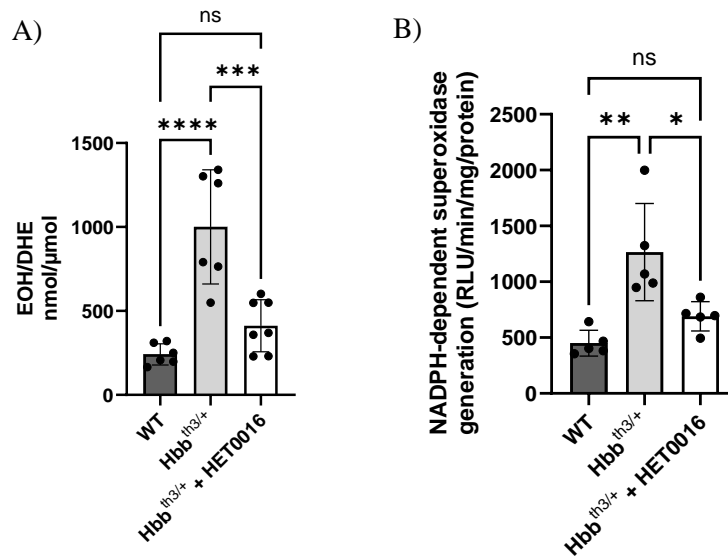 A)
ns
***
****
1500
1000
500
0
EOH/DHE
nmol/µmol
WT
Hbb th3/+
Hbb th3/+ + HET0016
B)
ns
**
*
2500
2000
1500
1000
500
0
NADPH-dependent superoxidase
generation (RLU/min/mg/protein)
WT
Hbb th3/+
Hbb th3/+ + HET0016